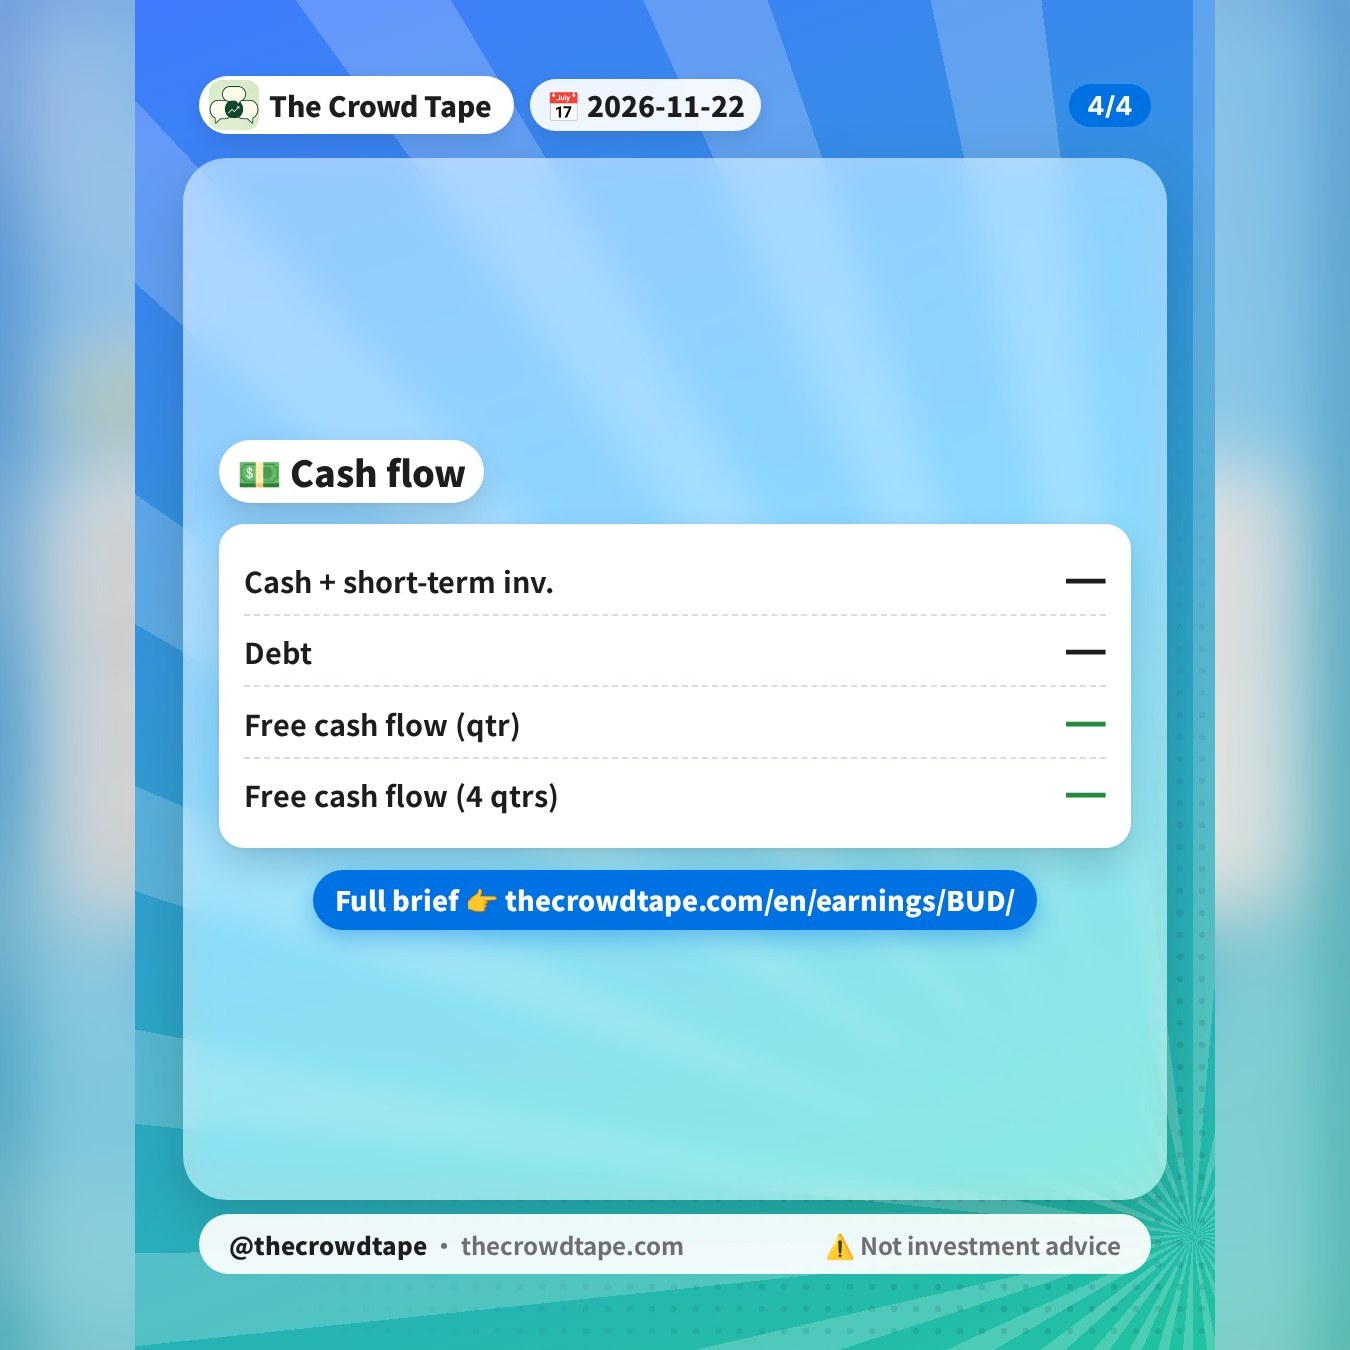 The Crowd Tape
📅 2026-11-22
4/4
💵 Cash flow
Cash + short-term inv. —
Debt —
Free cash flow (qtr) —
Free cash flow (4 qtrs) —
Full brief 👉 thecrowdtape.com/en/earnings/BUD/
@thecrowdtape • thecrowdtape.com
⚠️ Not investment advice